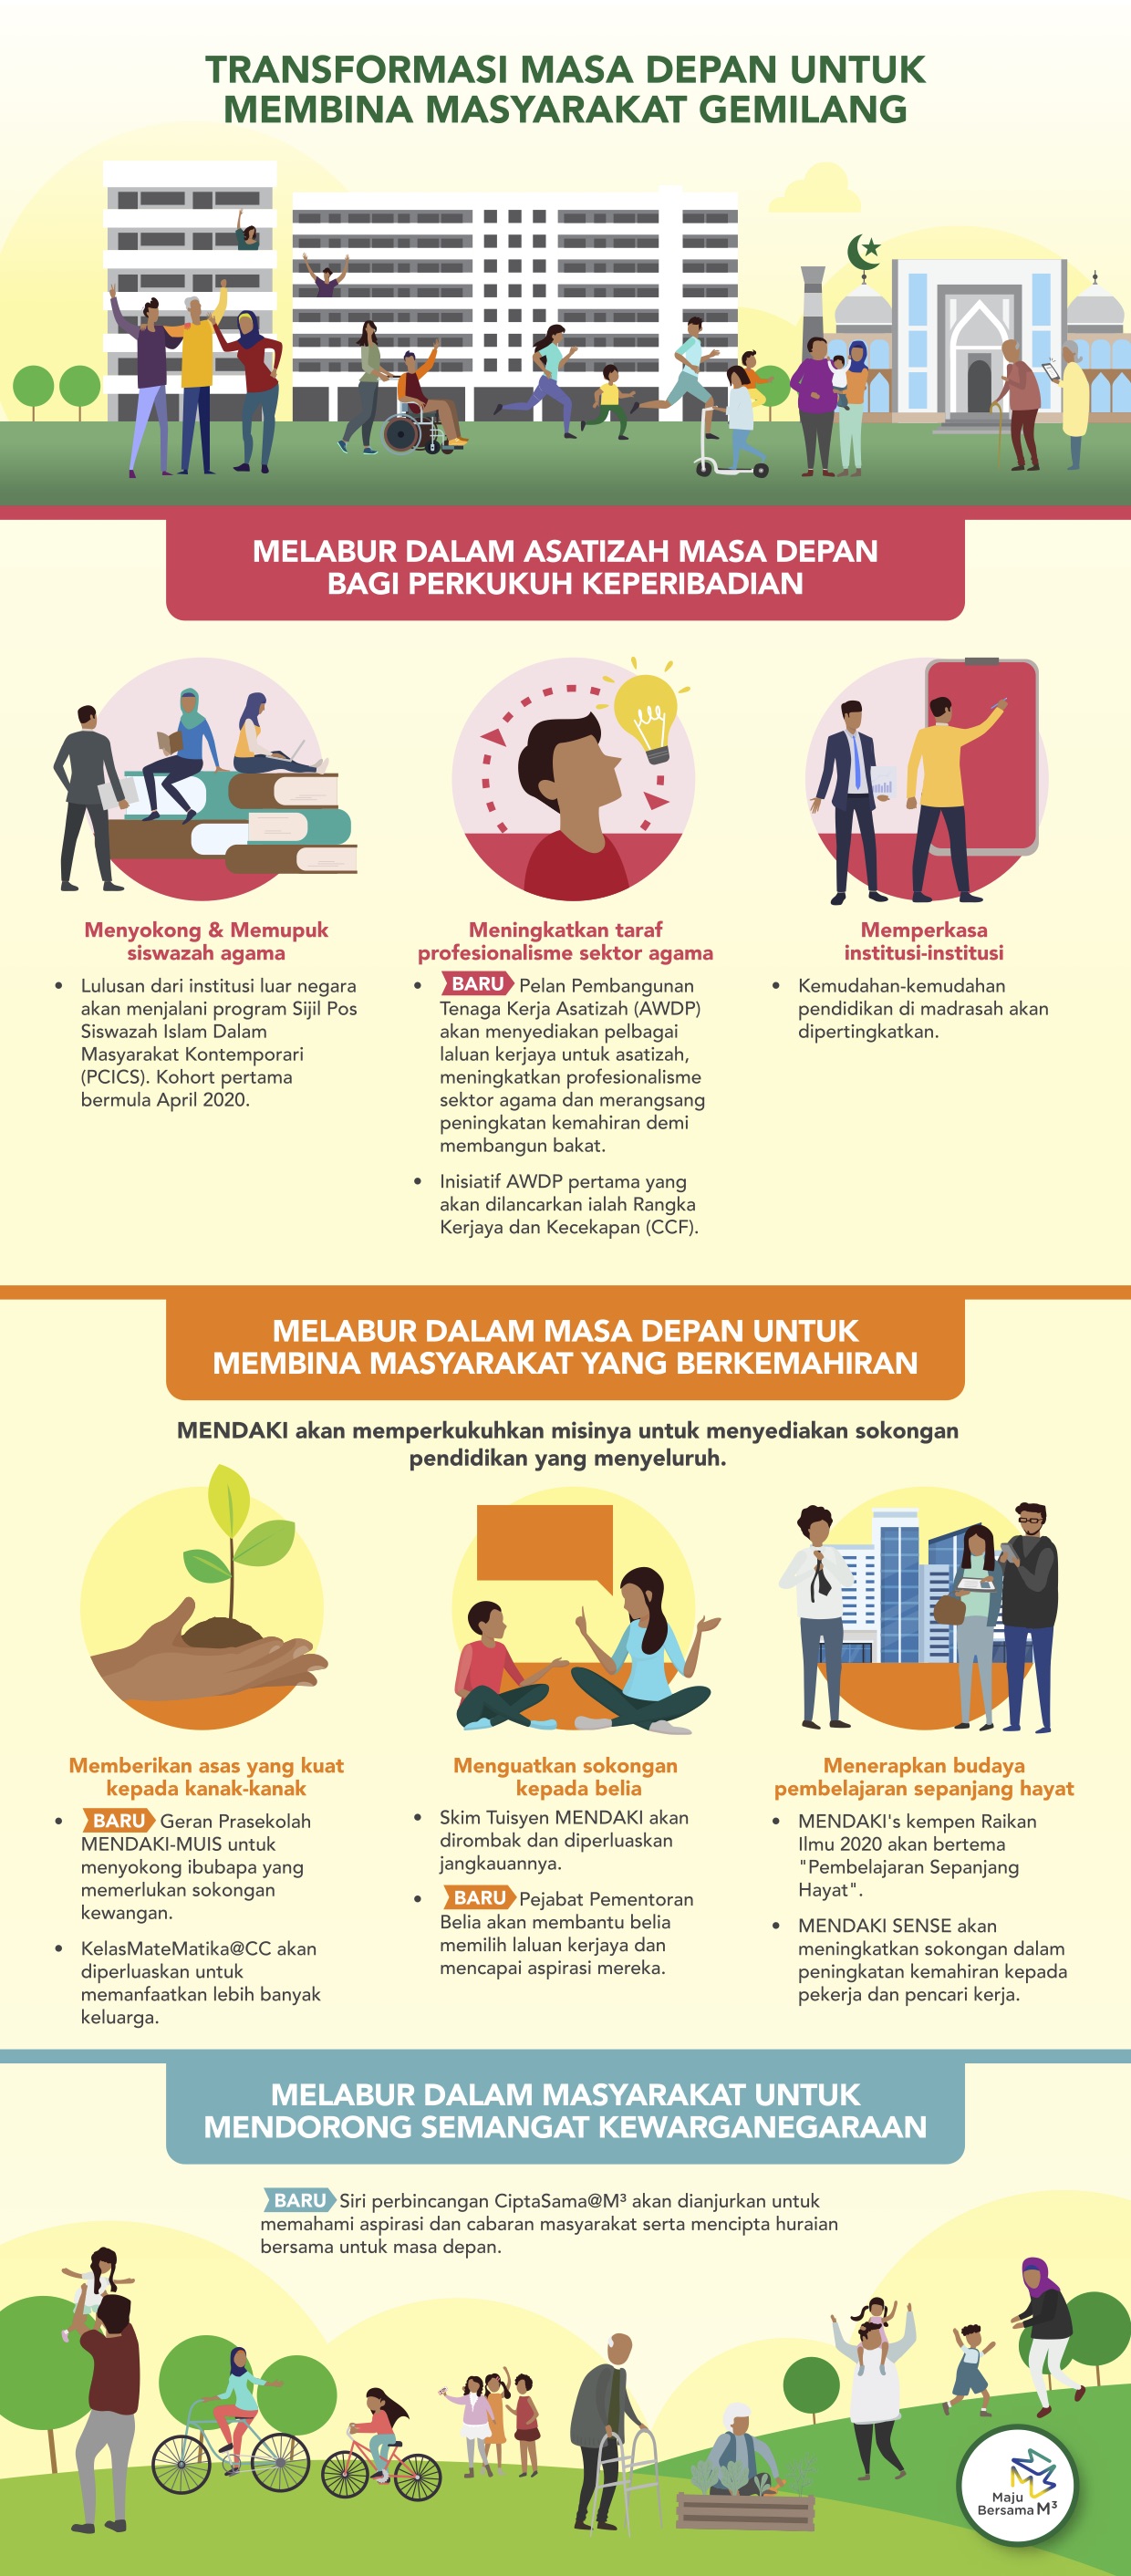 TRANSFORMASI MASA DEPAN UNTUK
MEMBINA MASYARAKAT GEMILANG
MELABUR DALAM ASATIZAH MASA DEPAN
BAGI PERKUKUH KEPERIBADIAN
Menyokong & Memupuk
siswazah agama
• Lulusan dari institusi luar negara
akan menjalani program Sijil Pos
Siswazah Islam Dalam
Masyarakat Kontemporari
(PCICS). Kohort pertama
bermula April 2020.
Meningkatkan taraf
profesionalisme sektor agama
• BARU Pelan Pembangunan
Tenaga Kerja Asatizah (AWDP)
akan menyediakan pelbagai
laluan kerjaya untuk asatizah,
meningkatkan profesionalisme
sektor agama dan merangsang
peningkatan kemahiran demi
membangun bakat.
• Inisiatif AWDP pertama yang
akan dilancarkan ialah Rangka
Kerjaya dan Kecekapan (CCF).
Memperkasa
institusi-institusi
• Kemudahan-kemudahan
pendidikan di madrasah akan
dipertingkatkan.
MELABUR DALAM MASA DEPAN UNTUK
MEMBINA MASYARAKAT YANG BERKEMAHIRAN
MENDAKI akan memperkukuhkan misinya untuk menyediakan sokongan
pendidikan yang menyeluruh.
Memberikan asas yang kuat
kepada kanak-kanak
• BARU Geran Prasekolah
MENDAKI-MUIS untuk
menyokong ibubapa yang
memerlukan sokongan
kewangan.
• KelasMateMatika@CC akan
diperluaskan untuk
memanfaatkan lebih banyak
keluarga.
Menguatkan sokongan
kepada belia
• Skim Tuisyen MENDAKI akan
dirombak dan diperluaskan
jangkauannya.
• BARU Pejabat Pementoran
Belia akan membantu belia
memilih laluan kerjaya dan
mencapai aspirasi mereka.
Menerapkan budaya
pembelajaran sepanjang hayat
• MENDAKI's kempen Raikan
Ilmu 2020 akan bertema
"Pembelajaran Sepanjang
Hayat".
• MENDAKI SENSE akan
meningkatkan sokongan dalam
peningkatan kemahiran kepada
pekerja dan pencari kerja.
MELABUR DALAM MASYARAKAT UNTUK
MENDORONG SEMANGAT KEWARGANEGARAAN
BARU Siri perbincangan CiptaSama@M³ akan dianjurkan untuk
memahami aspirasi dan cabaran masyarakat serta mencipta huraian
bersama untuk masa depan.
Maju
Bersama M³